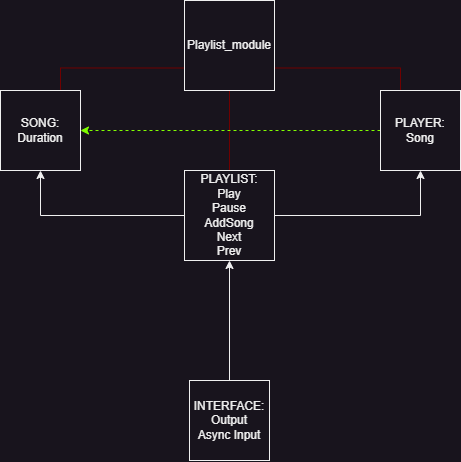 Playlist_module
SONG:
Duration
PLAYER:
Song
PLAYLIST:
Play
Pause
AddSong
Next
Prev
INTERFACE:
Output
Async Input